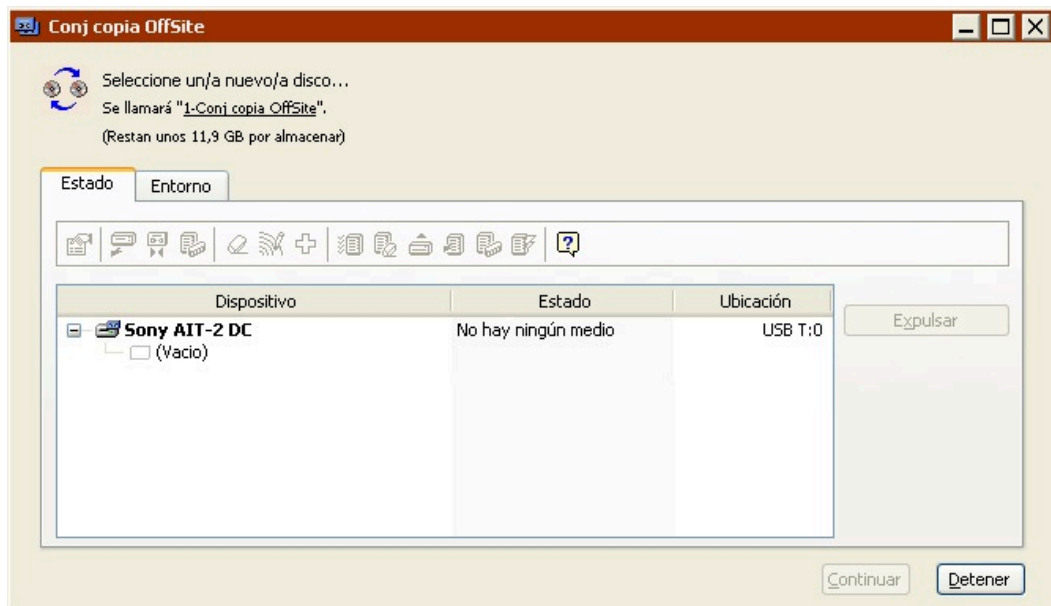 Conj copia OffSite
Seleccione un/a nuevo/a disco...
Se llamará "1-Conj copia OffSite".
(Restan unos 11,9 GB por almacenar)
Estado Entorno
Dispositivo Estado Ubicación
Expulsar
Sony AIT-2 DC No hay ningún medio USB T:0
(Vacio)
Continuar Detener